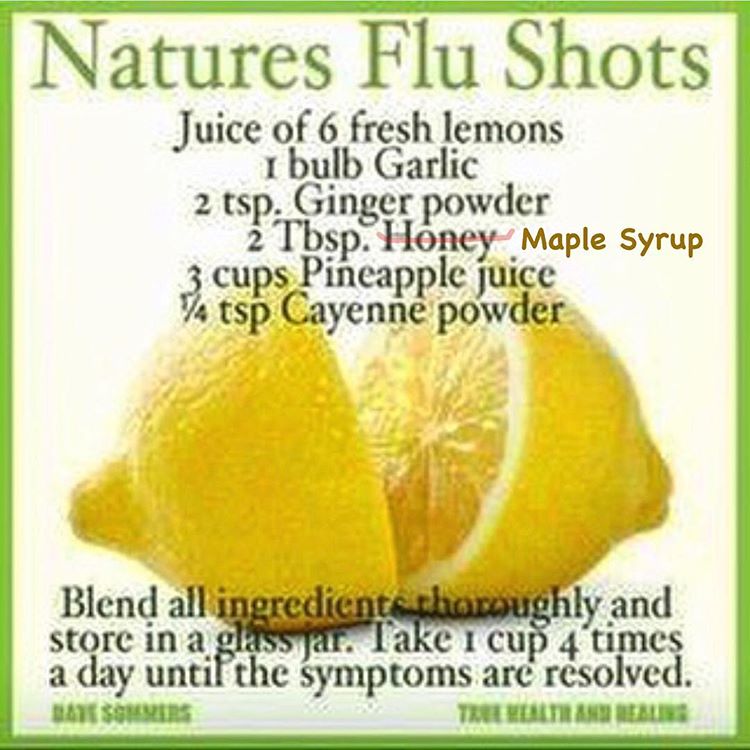 Natures Flu Shots
Juice of 6 fresh lemons
1 bulb Garlic
2 tsp. Ginger powder
2 Tbsp. Honey Maple Syrup
3 cups Pineapple juice
1/4 tsp Cayenne powder
Blend all ingredients thoroughly and
store in a glass jar. Take 1 cup 4 times
a day until the symptoms are resolved.
DAVE SOMMERS TRUE HEALTH AND HEALING